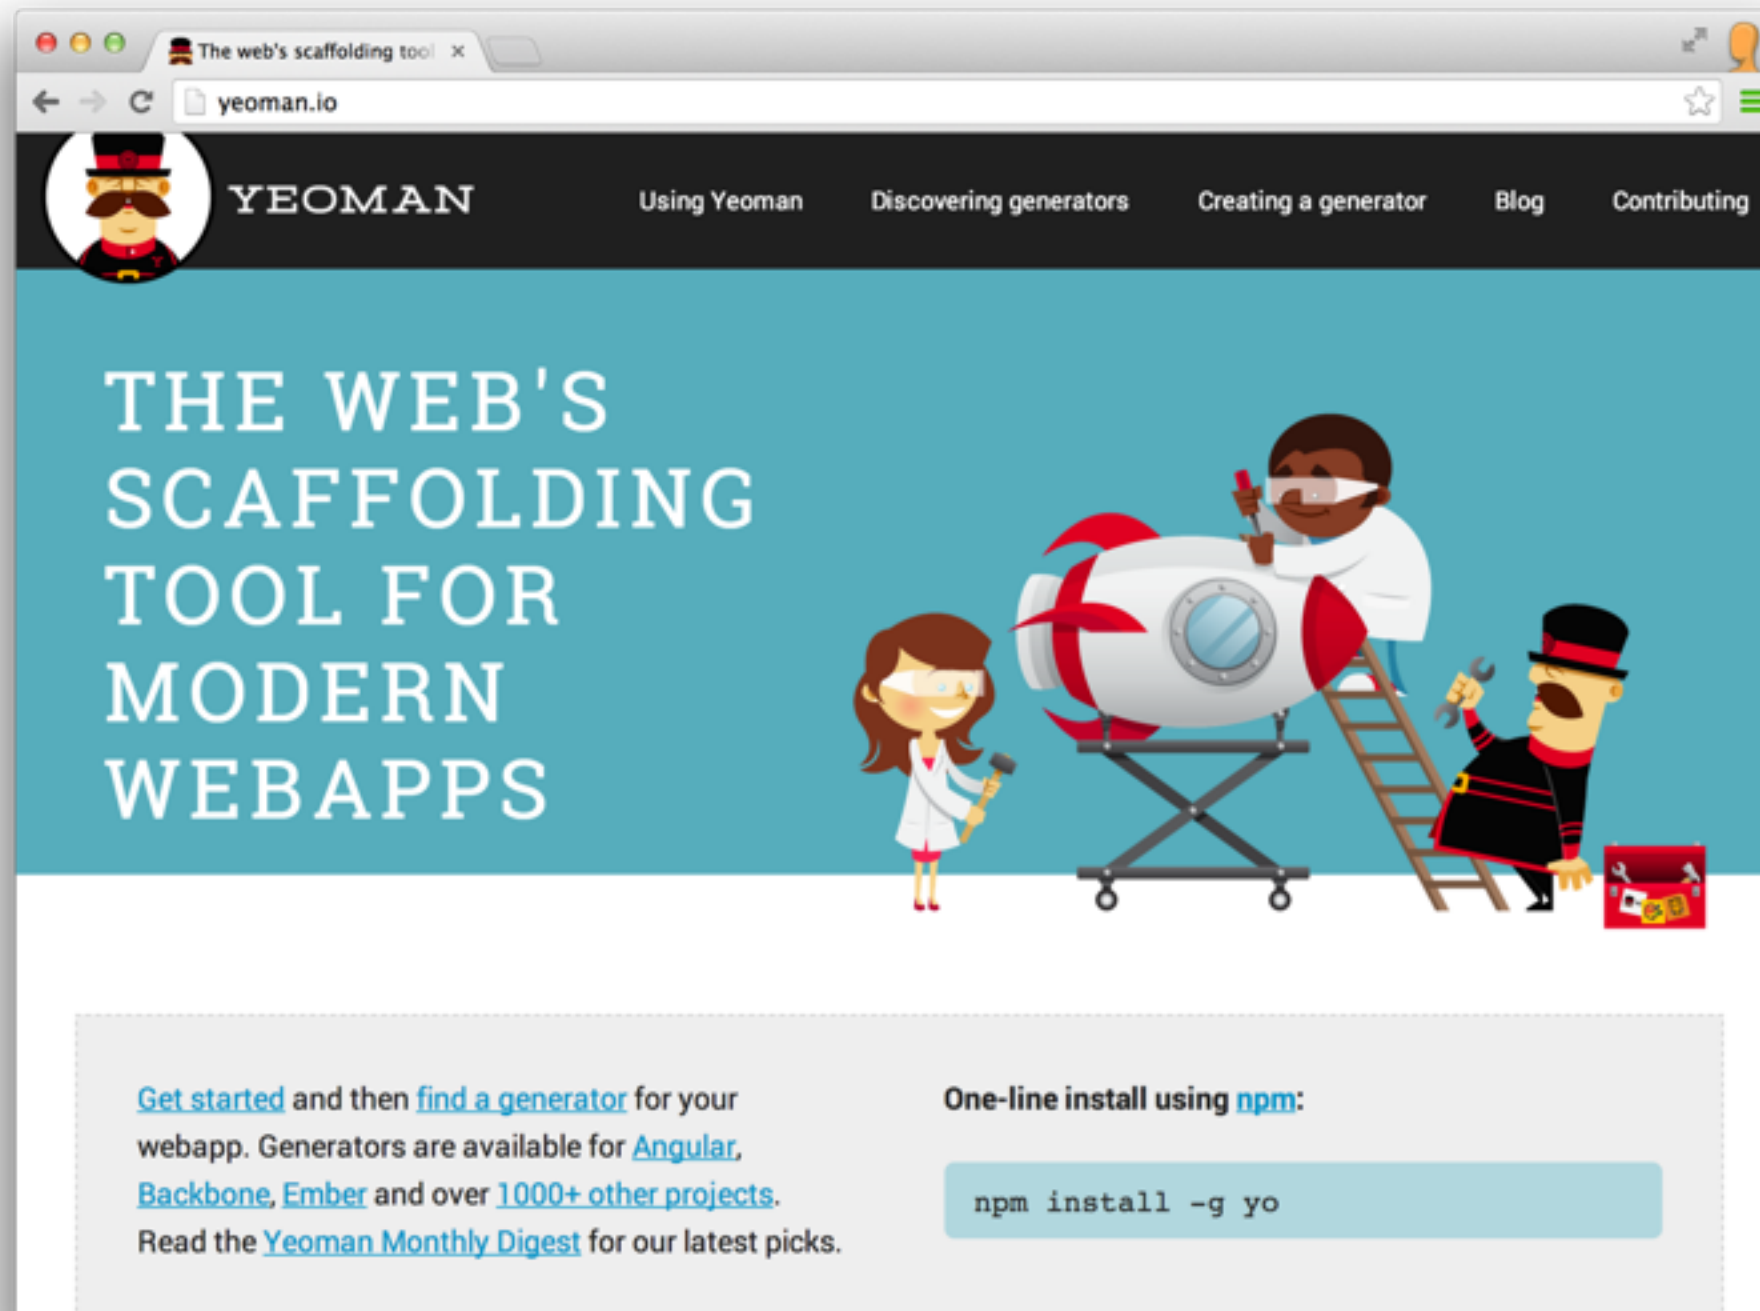 The web's scaffolding tool
yeoman.io
YEOMAN
Using Yeoman
Discovering generators
Creating a generator
Blog
Contributing
THE WEB'S
SCAFFOLDING
TOOL FOR
MODERN
WEBAPPS
Get started and then find a generator for your
webapp. Generators are available for Angular,
Backbone, Ember and over 1000+ other projects.
Read the Yeoman Monthly Digest for our latest picks.
One-line install using npm:
npm install -g yo